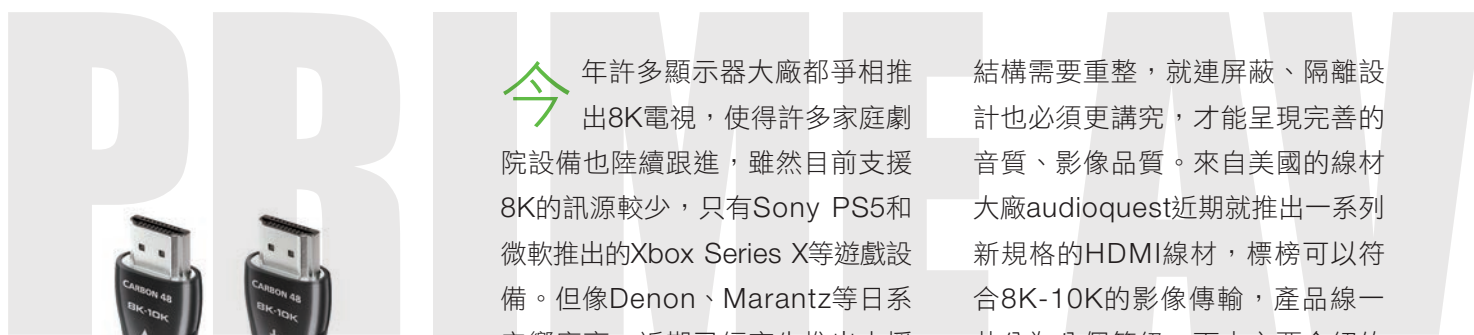 PRIMEAV
今年許多顯示器大廠都爭相推
出8K電視，使得許多家庭劇
院設備也陸續跟進，雖然目前支援
8K的訊源較少，只有Sony PS5和
微軟推出的Xbox Series X等遊戲設
備。但像Denon、Marantz等日系
結構需要重整，就連屏蔽、隔離設
計也必須更講究，才能呈現完善的
音質、影像品質。來自美國的線材
大廠audioquest近期就推出一系列
新規格的HDMI線材，標榜可以符
合8K-10K的影像傳輸，產品線一
CARBON 48
8K-10K
CARBON 48
8K-10K